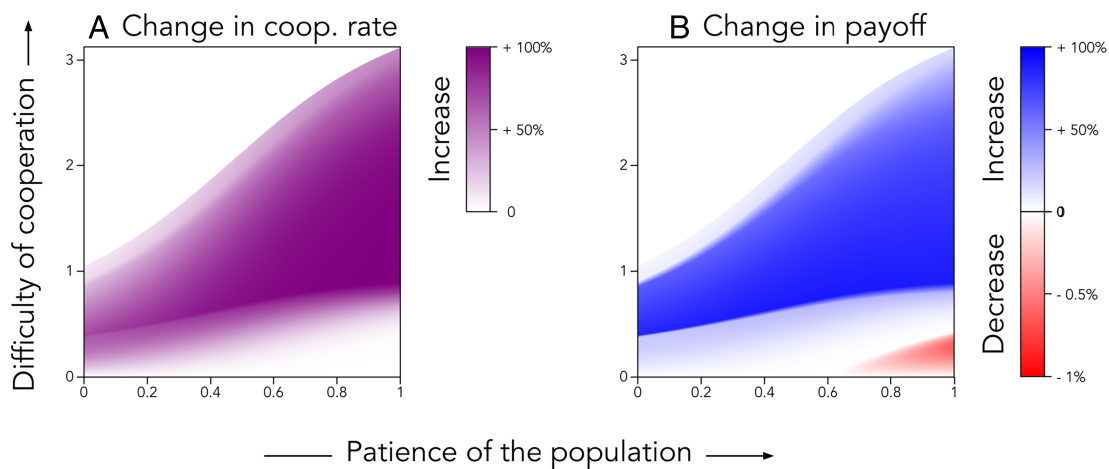 A Change in coop. rate
B Change in payoff
Difficulty of cooperation
3
2
1
0
0 0.2 0.4 0.6 0.8 1
Increase
+ 100%
+ 50%
0
3
2
1
0
0 0.2 0.4 0.6 0.8 1
Increase
Decrease
+ 100%
+ 50%
0
- 0.5%
- 1%
Patience of the population